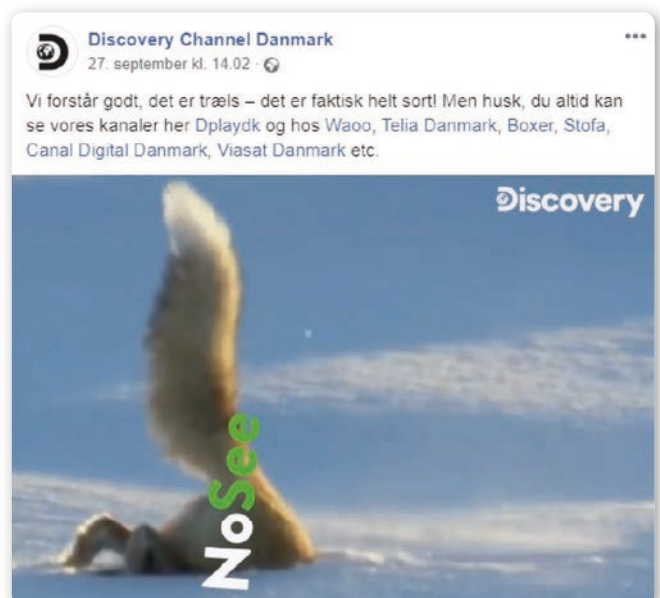 Discovery Channel Danmark
27. september kl. 14.02 ·
Vi forstår godt, det er træls – det er faktisk helt sort! Men husk, du altid kan
se vores kanaler her Dplaydk og hos Waoo, Telia Danmark, Boxer, Stofa,
Canal Digital Danmark, Viasat Danmark etc.
Discovery
NoSee